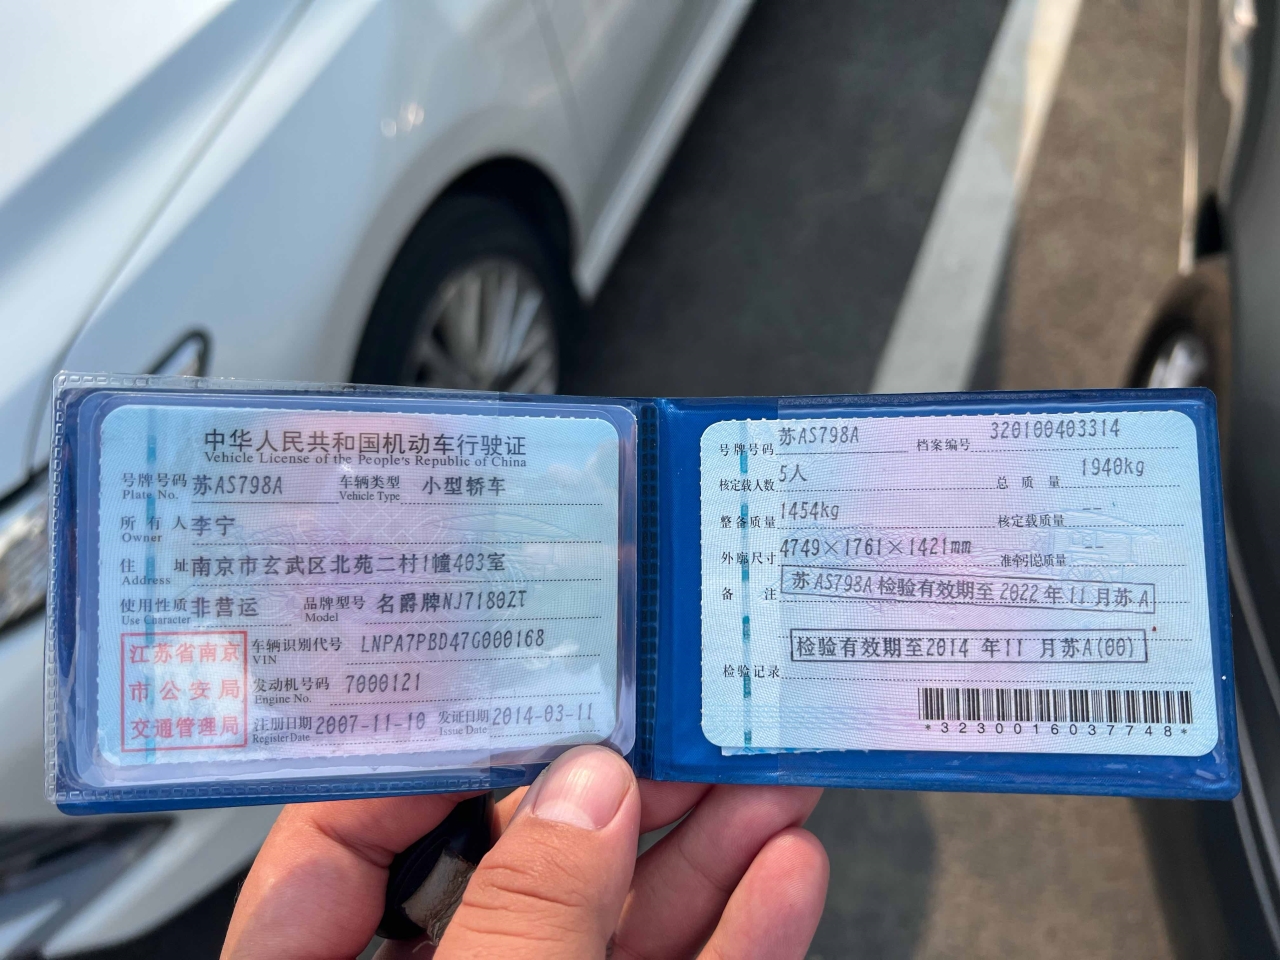 中华人民共和国机动车行驶证
Vehicle License of the People's Republic of China
号牌号码 苏AS798A 车辆类型 小型轿车
Plate No. Vehicle Type
所有人 李宁
Owner
住址 南京市玄武区北苑二村1幢403室
Address
使用性质 非营运 品牌型号 名爵牌NJ7180ZT
Use Character Model
江苏省南京
市公安局
交通管理局
车辆识别代号 LNPA7PBD47G000168
VIN
发动机号码 7000121
Engine No.
注册日期 2007-11-10 发证日期 2014-03-11
Register Date Issue Date
号牌号码 苏AS798A 档案编号 320100403314
核定载人数 5人 总质量 1940kg
整备质量 1454kg 核定载质量 --
外廓尺寸 4749×1761×1421mm 准牵引总质量 --
备注 苏AS798A检验有效期至2022年11月苏A
检验有效期至2014年11月苏A(00)
检验记录
*3230016037748*